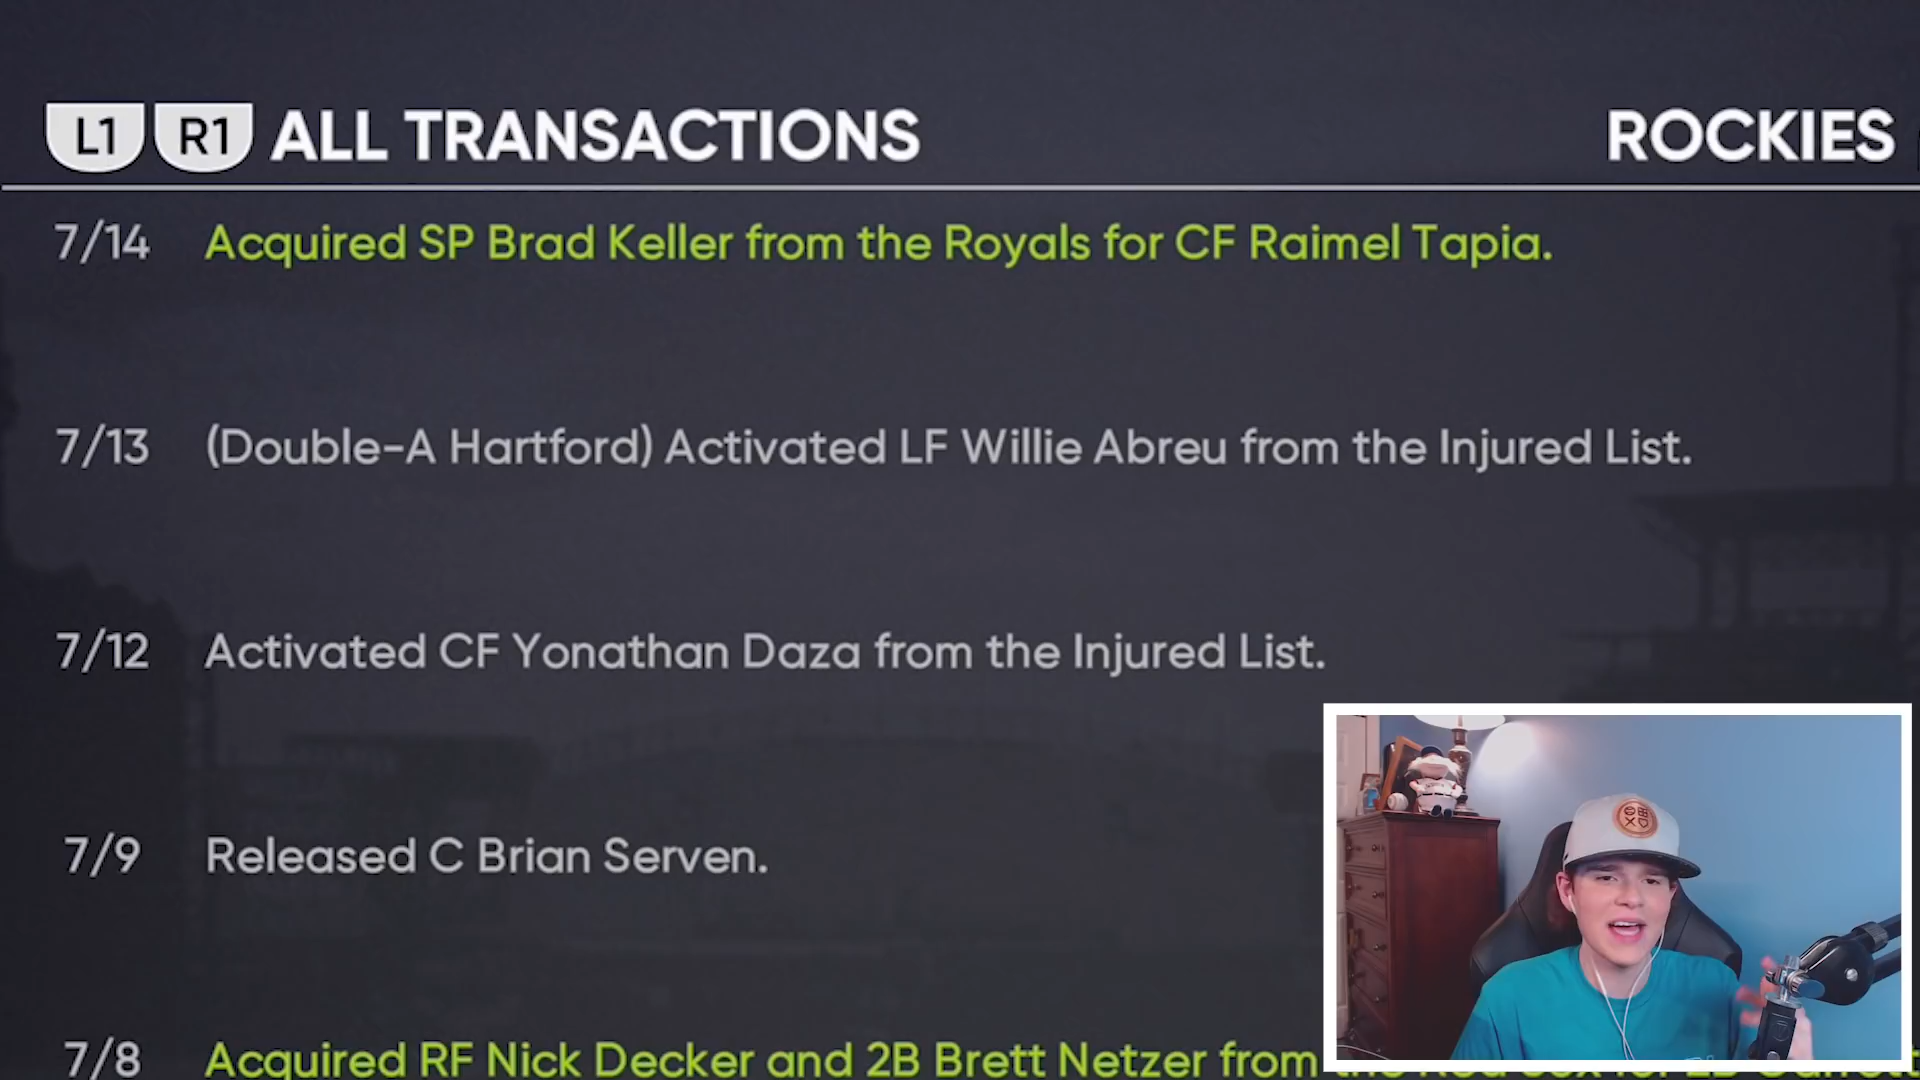 L1 R1 ALL TRANSACTIONS ROCKIES
7/14 Acquired SP Brad Keller from the Royals for CF Raimel Tapia.
7/13 (Double-A Hartford) Activated LF Willie Abreu from the Injured List.
7/12 Activated CF Yonathan Daza from the Injured List.
7/9 Released C Brian Serven.
7/8 Acquired RF Nick Decker and 2B Brett Netzer from